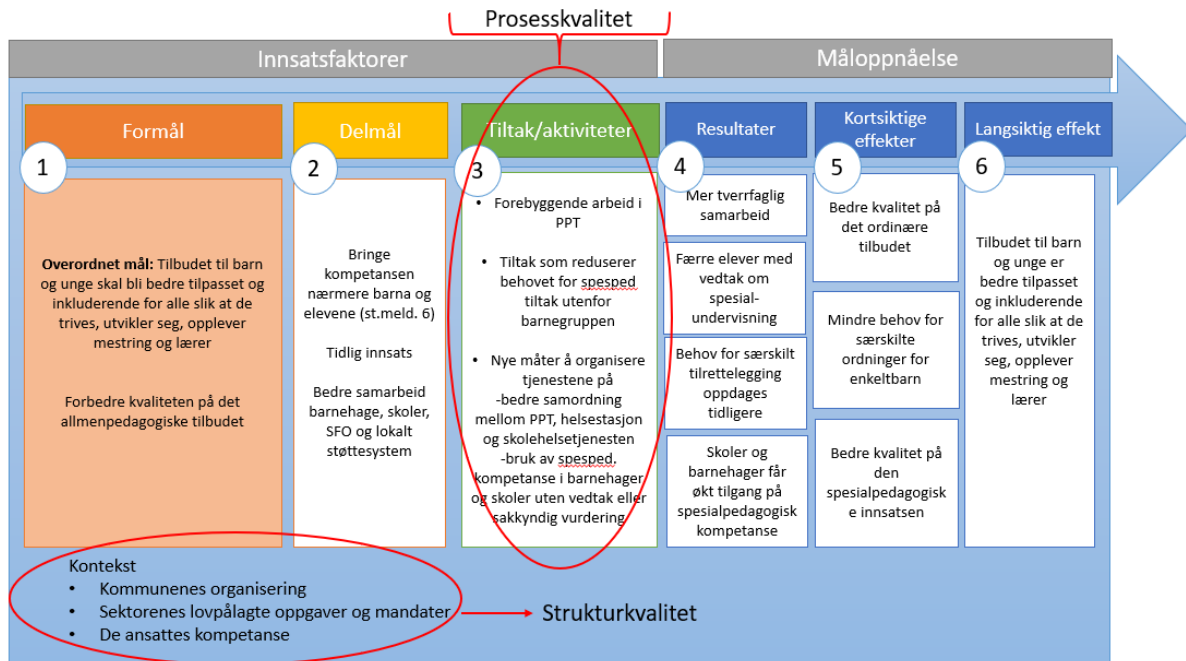 Prosesskvalitet
Innsatsfaktorer
Måloppnåelse
Formål
Delmål
Tiltak/aktiviteter
Resultater
Kortsiktige
effekter
Langsiktig effekt
1
2
3
4
5
6
Overordnet mål: Tilbudet til barn
og unge skal bli bedre tilpasset og
inkluderende for alle slik at de
trives, utvikler seg, opplever
mestring og lærer
Forbedre kvaliteten på det
allmenpedagogiske tilbudet
Bringe
kompetansen
nærmere barna og
elevene (st.meld. 6)
Tidlig innsats
Bedre samarbeid
barnehage, skoler,
SFO og lokalt
støttesystem
• Forebyggende arbeid i
PPT
• Tiltak som reduserer
behovet for spesped
tiltak utenfor
barnegruppen
• Nye måter å organisere
tjenestene på
-bedre samordning
mellom PPT, helsestasjon
og skolehelsetjenesten
-bruk av spesped.
kompetanse i barnehager
og skoler uten vedtak eller
sakkyndig vurdering
Mer tverrfaglig
samarbeid
Færre elever med
vedtak om
spesial-
undervisning
Behov for særskilt
tilrettelegging
oppdages
tidligere
Skoler og
barnehager får
økt tilgang på
spesialpedagogisk
kompetanse
Bedre kvalitet på
det ordinære
tilbudet
Mindre behov for
særskilte
ordninger for
enkeltbarn
Bedre kvalitet på
den
spesialpedagogisk
e innsatsen
Tilbudet til barn
og unge er
bedre tilpasset
og inkluderende
for alle slik at de
trives, utvikler
seg, opplever
mestring og
lærer
Kontekst
• Kommunenes organisering
• Sektorenes lovpålagte oppgaver og mandater
• De ansattes kompetanse
Strukturkvalitet